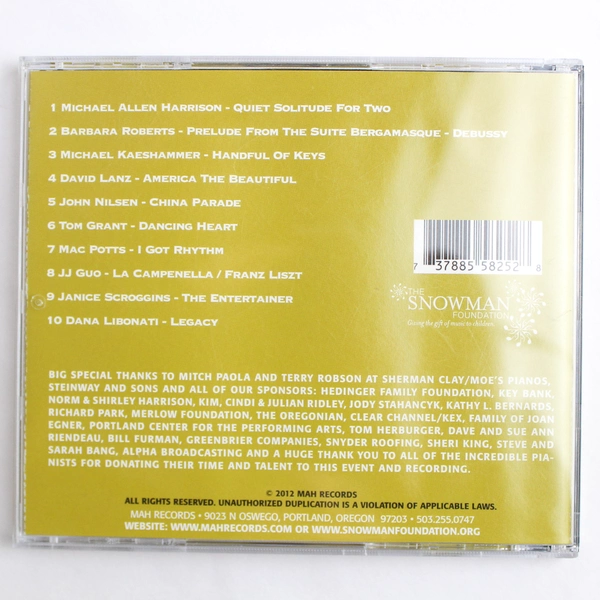 1 Michael Allen Harrison - Quiet Solitude For Two
2 Barbara Roberts - Prelude From The Suite Bergamasque - Debussy
3 Michael Kaeshammer - Handful Of Keys
4 David Lanz - America The Beautiful
5 John Nilsen - China Parade
6 Tom Grant - Dancing Heart
7 Mac Potts - I Got Rhythm
8 JJ Guo - La Campenella / Franz Liszt
9 Janice Scroggins - The Entertainer
10 Dana Libonati - Legacy
7 37885 58252 8
THE
SNOWMAN
FOUNDATION
Giving the gift of music to children.
BIG SPECIAL THANKS TO MITCH PAOLA AND TERRY ROBSON AT SHERMAN CLAY/MOE'S PIANOS,
STEINWAY AND SONS AND ALL OF OUR SPONSORS: HEDINGER FAMILY FOUNDATION, KEY BANK,
NORM & SHIRLEY HARRISON, KIM, CINDI & JULIAN RIDLEY, JODY STAHANCYK, KATHY L. BERNARDS,
RICHARD PARK, MERLOW FOUNDATION, THE OREGONIAN, CLEAR CHANNEL/KEX, FAMILY OF JOAN
EGNER, PORTLAND CENTER FOR THE PERFORMING ARTS, TOM HERBURGER, DAVE AND SUE ANN
RIENDEAU, BILL FURMAN, GREENBRIER COMPANIES, SNYDER ROOFING, SHERI KING, STEVE AND
SARAH BANG, ALPHA BROADCASTING AND A HUGE THANK YOU TO ALL OF THE INCREDIBLE PIA-
NISTS FOR DONATING THEIR TIME AND TALENT TO THIS EVENT AND RECORDING.
© 2012 MAH RECORDS
ALL RIGHTS RESERVED. UNAUTHORIZED DUPLICATION IS A VIOLATION OF APPLICABLE LAWS.
MAH RECORDS • 9023 N OSWEGO, PORTLAND, OREGON 97203 • 503.255.0747
WEBSITE: WWW.MAHRECORDS.COM OR WWW.SNOWMANFOUNDATION.ORG